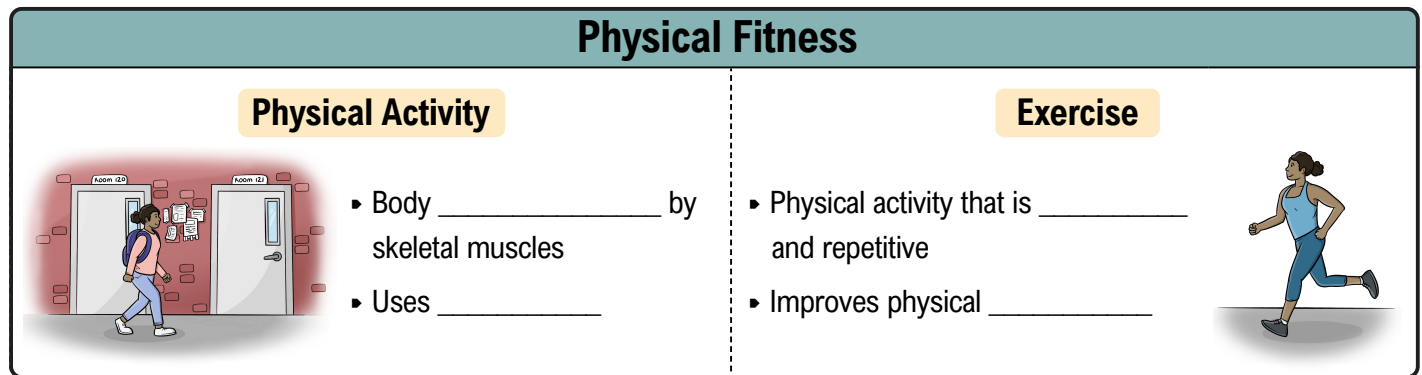 Physical Fitness
Physical Activity
Room 120
Room 121
▸ Body _______________ by
skeletal muscles
▸ Uses ___________
Exercise
▸ Physical activity that is __________
and repetitive
▸ Improves physical ___________